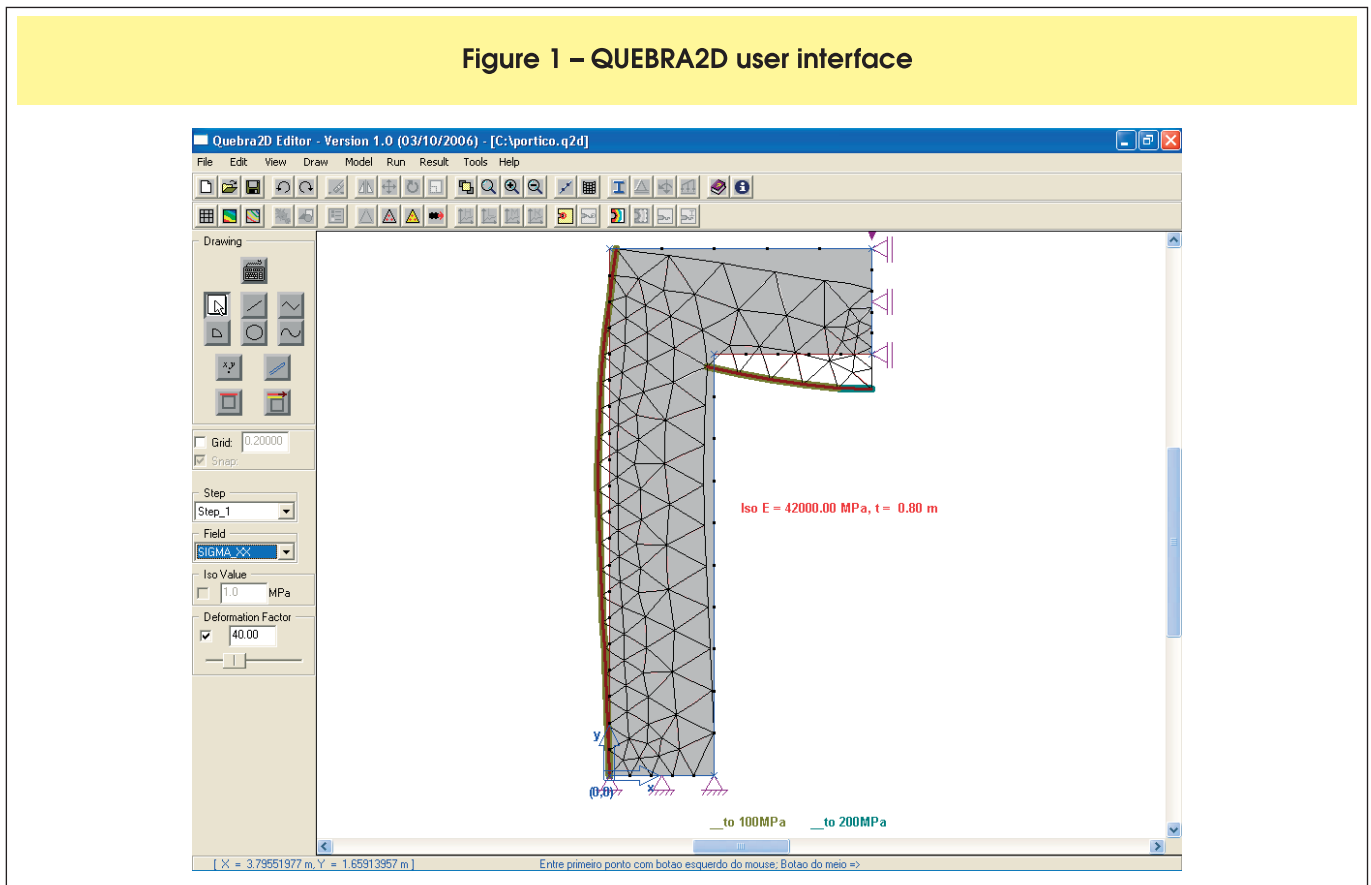 Figure 1 – QUEBRA2D user interface
Quebra2D Editor - Version 1.0 (03/10/2006) - [C:\portico.q2d]
File Edit View Draw Model Run Result Tools Help
Drawing
x,y
Grid: 0.20000
Snap:
Step
Step_1
Field
SIGMA_XX
Iso Value
1.0 MPa
Deformation Factor
40.00
Iso E = 42000.00 MPa, t = 0.80 m
y
(0,0) x
__to 100MPa __to 200MPa
[ X = 3.79551977 m, Y = 1.65913957 m ] Entre primeiro ponto com botao esquerdo do mouse; Botao do meio =>